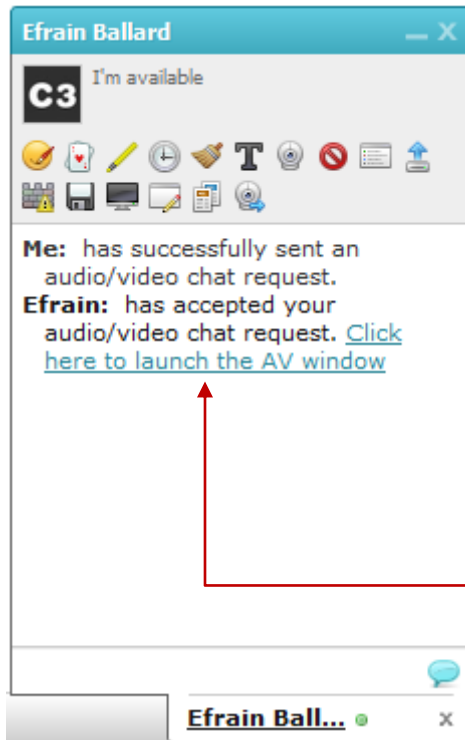 Efrain Ballard
C3 I'm available
Me: has successfully sent an
audio/video chat request.
Efrain: has accepted your
audio/video chat request. Click
here to launch the AV window
Efrain Ball...